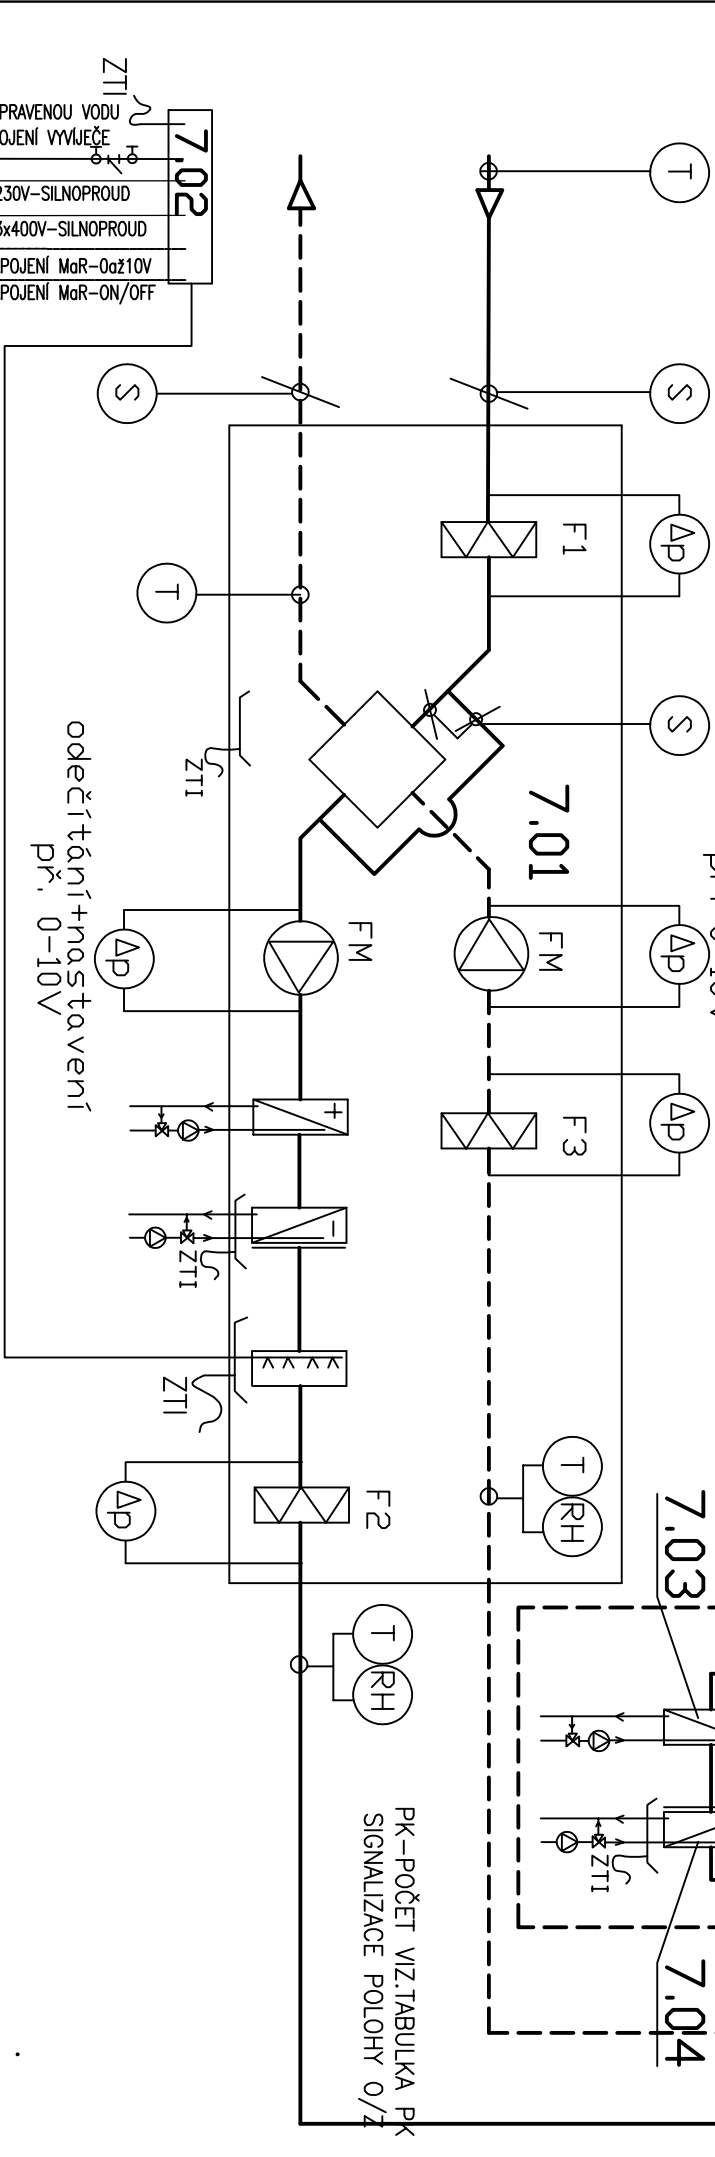 ZTI
PRAVENOU VODU
OJENÍ VYVÍJEČE
230V-SILNOPROUD
3x400V-SILNOPROUD
POJENÍ MaR-0až10V
POJENÍ MaR-ON/OFF
7.02
T
S
S
F1
Δp
T
S
ZTI
odečítání+nastavení
př. 0-10V
7.01
FM
FM
Δp
Δp
+
F3
Δp
-
ZTI
ZTI
T
RH
F2
Δp
7.03
T
RH
ZTI
PK-POČET VIZ.TABULKA PK
SIGNALIZACE POLOHY O/Z
7.04